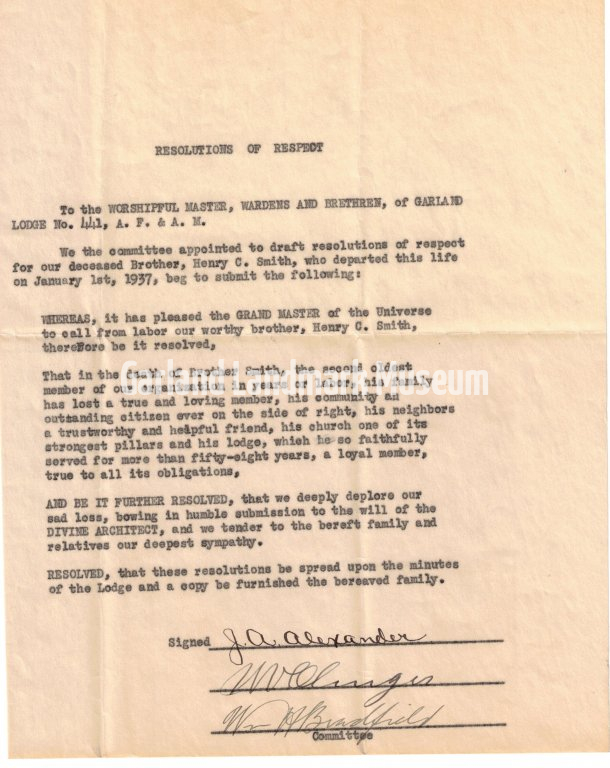 RESOLUTIONS OF RESPECT
To the WORSHIPFUL MASTER, WARDENS AND BRETHREN, of GARLAND
LODGE No. 441, A. F. & A. M.
We the committee appointed to draft resolutions of respect
for our deceased Brother, Henry C. Smith, who departed this life
on January 1st, 1937, beg to submit the following:
WHEREAS, it has pleased the GRAND MASTER of the Universe
to call from labor our worthy brother, Henry C. Smith,
therefore be it resolved,
That in the death of Brother Smith, the second oldest
member of our organization in years of labor, his family
has lost a true and loving member, his community an
outstanding citizen ever on the side of right, his neighbors
a trustworthy and helpful friend, his church one of its
strongest pillars and his lodge, which he so faithfully
served for more than fifty-eight years, a loyal member,
true to all its obligations,
AND BE IT FURTHER RESOLVED, that we deeply deplore our
sad loss, bowing in humble submission to the will of the
DIVINE ARCHITECT, and we tender to the bereft family and
relatives our deepest sympathy.
RESOLVED, that these resolutions be spread upon the minutes
of the Lodge and a copy be furnished the bereaved family.
Signed J. A. Alexander
Wm H Bradfield
Committee
Garland Landmark Museum